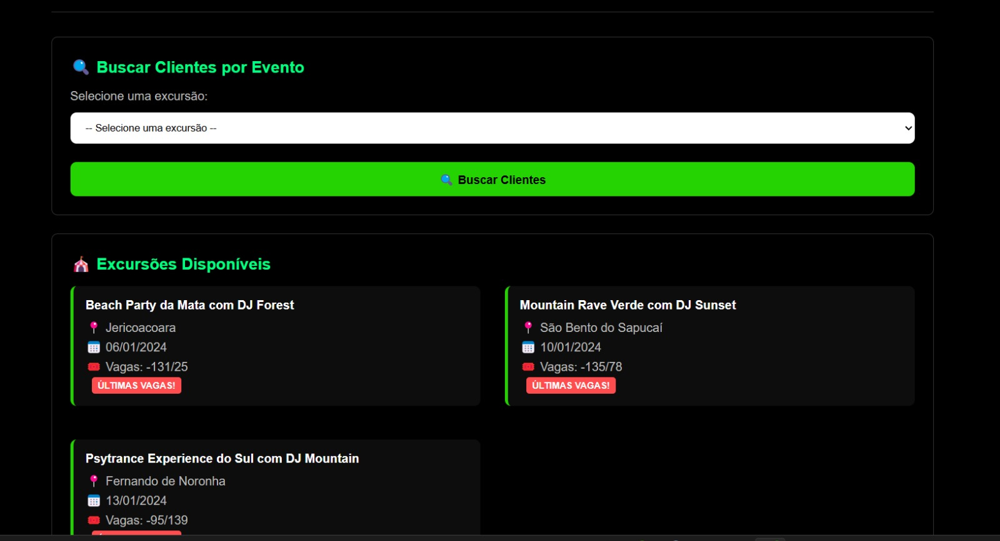 Buscar Clientes por Evento
Selecione uma excursão:
-- Selecione uma excursão --
Buscar Clientes
Excursões Disponíveis
Beach Party da Mata com DJ Forest
Jericoacoara
06/01/2024
Vagas: -131/25
ÚLTIMAS VAGAS!
Mountain Rave Verde com DJ Sunset
São Bento do Sapucaí
10/01/2024
Vagas: -135/78
ÚLTIMAS VAGAS!
Psytrance Experience do Sul com DJ Mountain
Fernando de Noronha
13/01/2024
Vagas: -95/139